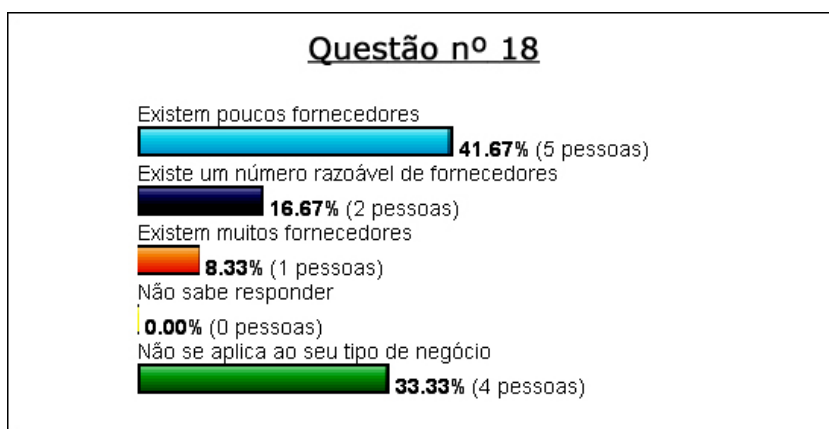 Questão nº 18
Existem poucos fornecedores
41.67% (5 pessoas)
Existe um número razoável de fornecedores
16.67% (2 pessoas)
Existem muitos fornecedores
8.33% (1 pessoas)
Não sabe responder
0.00% (0 pessoas)
Não se aplica ao seu tipo de negócio
33.33% (4 pessoas)